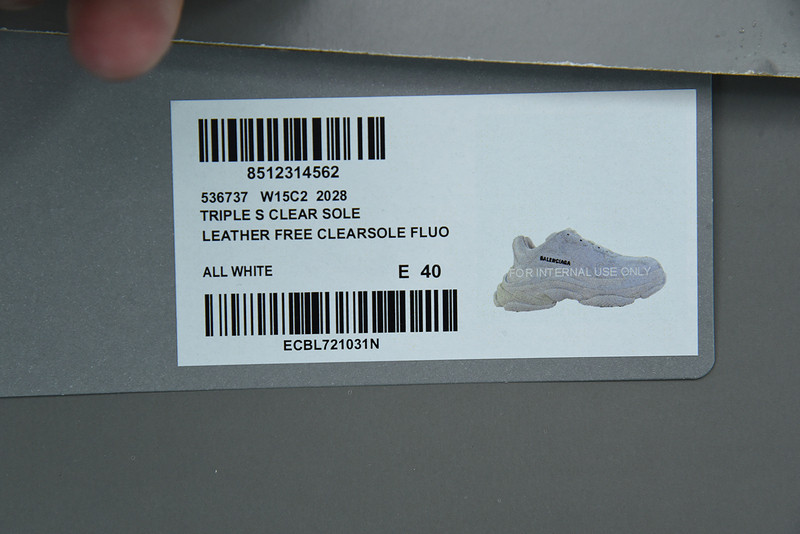 8512314562
536737 W15C2 2028
TRIPLE S CLEAR SOLE
LEATHER FREE CLEARSOLE FLUO
ALL WHITE E 40
ECBL721031N
BALENCIAGA
FOR INTERNAL USE ONLY